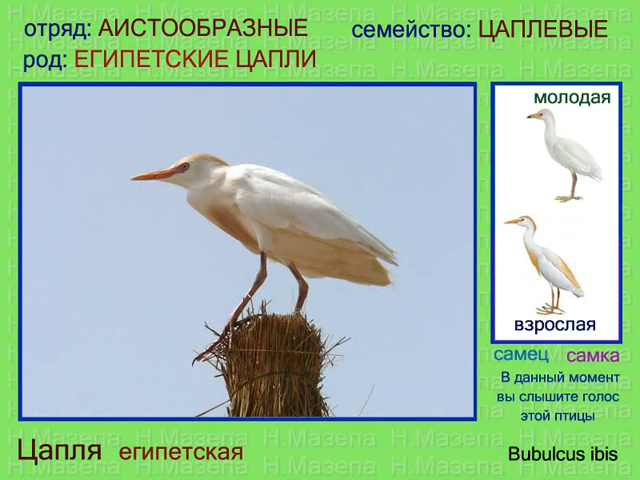 отряд: АИСТООБРАЗНЫЕ
семейство: ЦАПЛЕВЫЕ
род: ЕГИПЕТСКИЕ ЦАПЛИ
молодая
взрослая
самец самка
В данный момент
вы слышите голос
этой птицы
Цапля египетская
Bubulcus ibis
Н.Мазепа